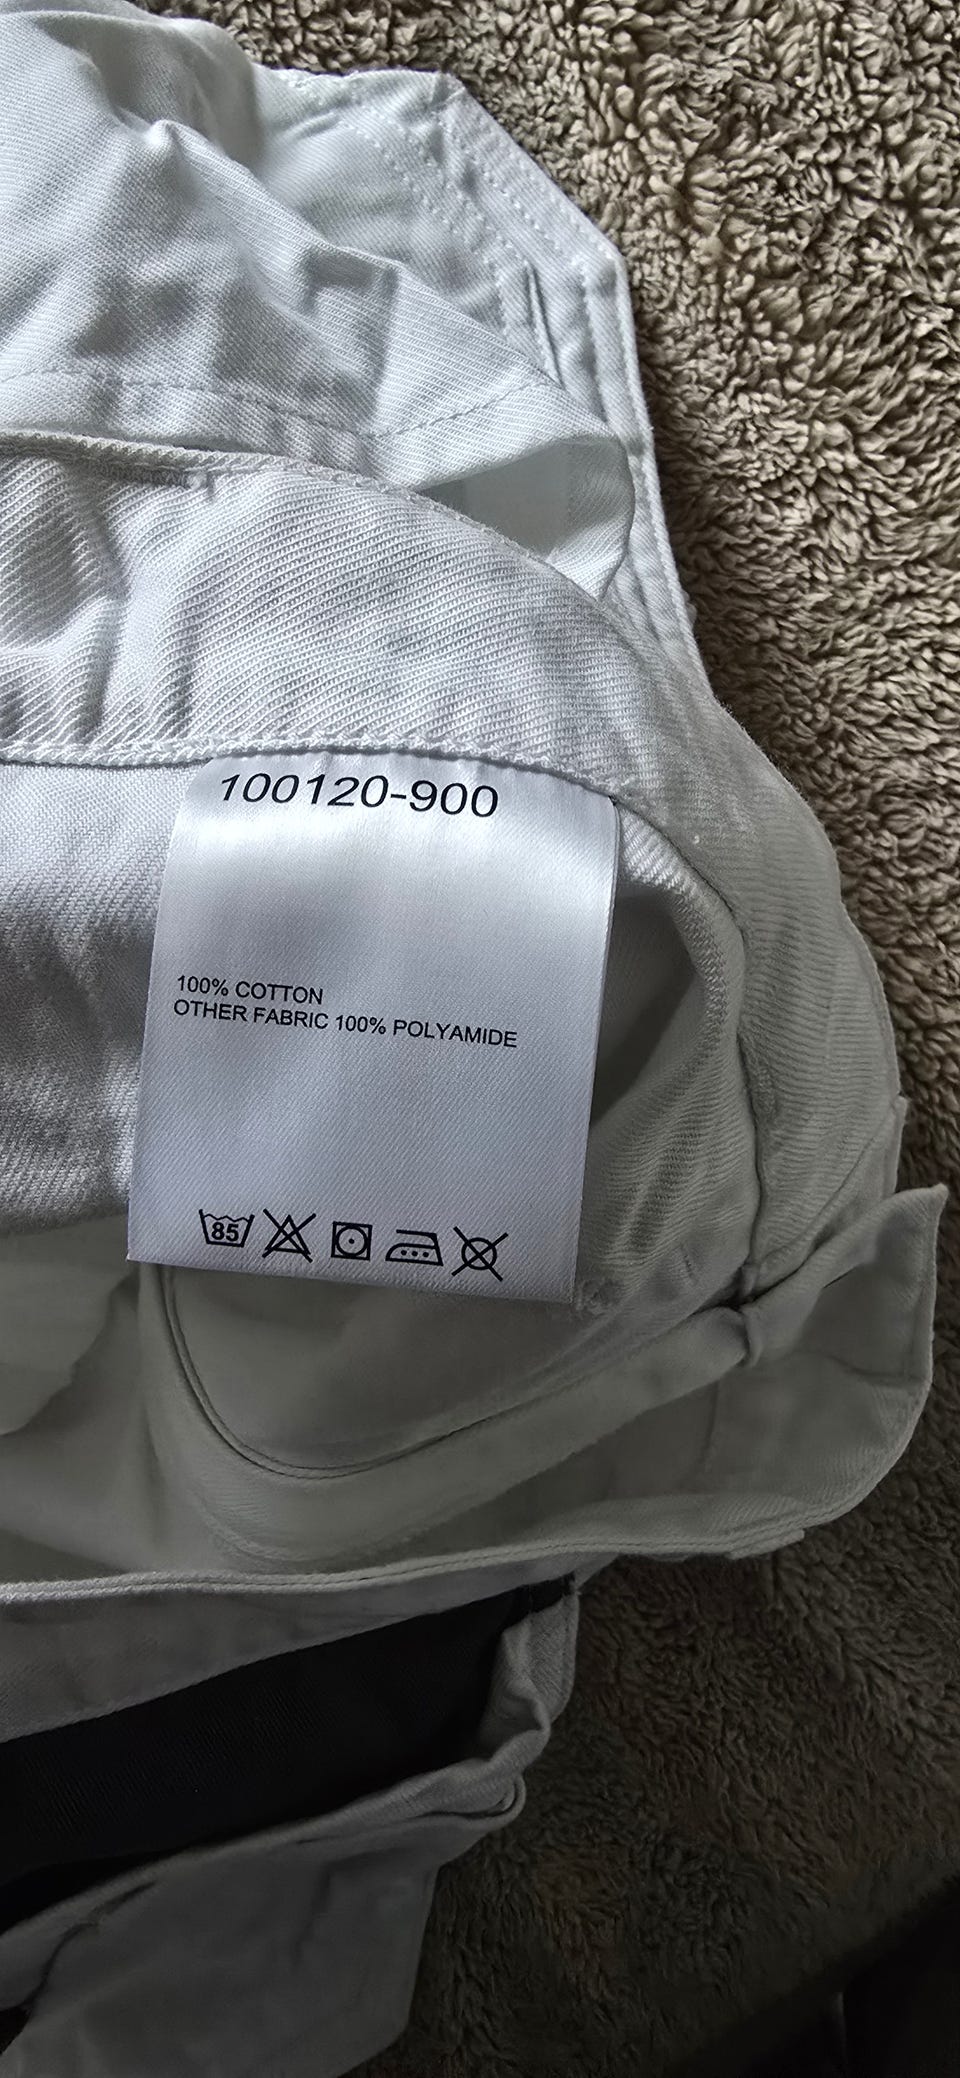 100120-900
100% COTTON
OTHER FABRIC 100% POLYAMIDE
85